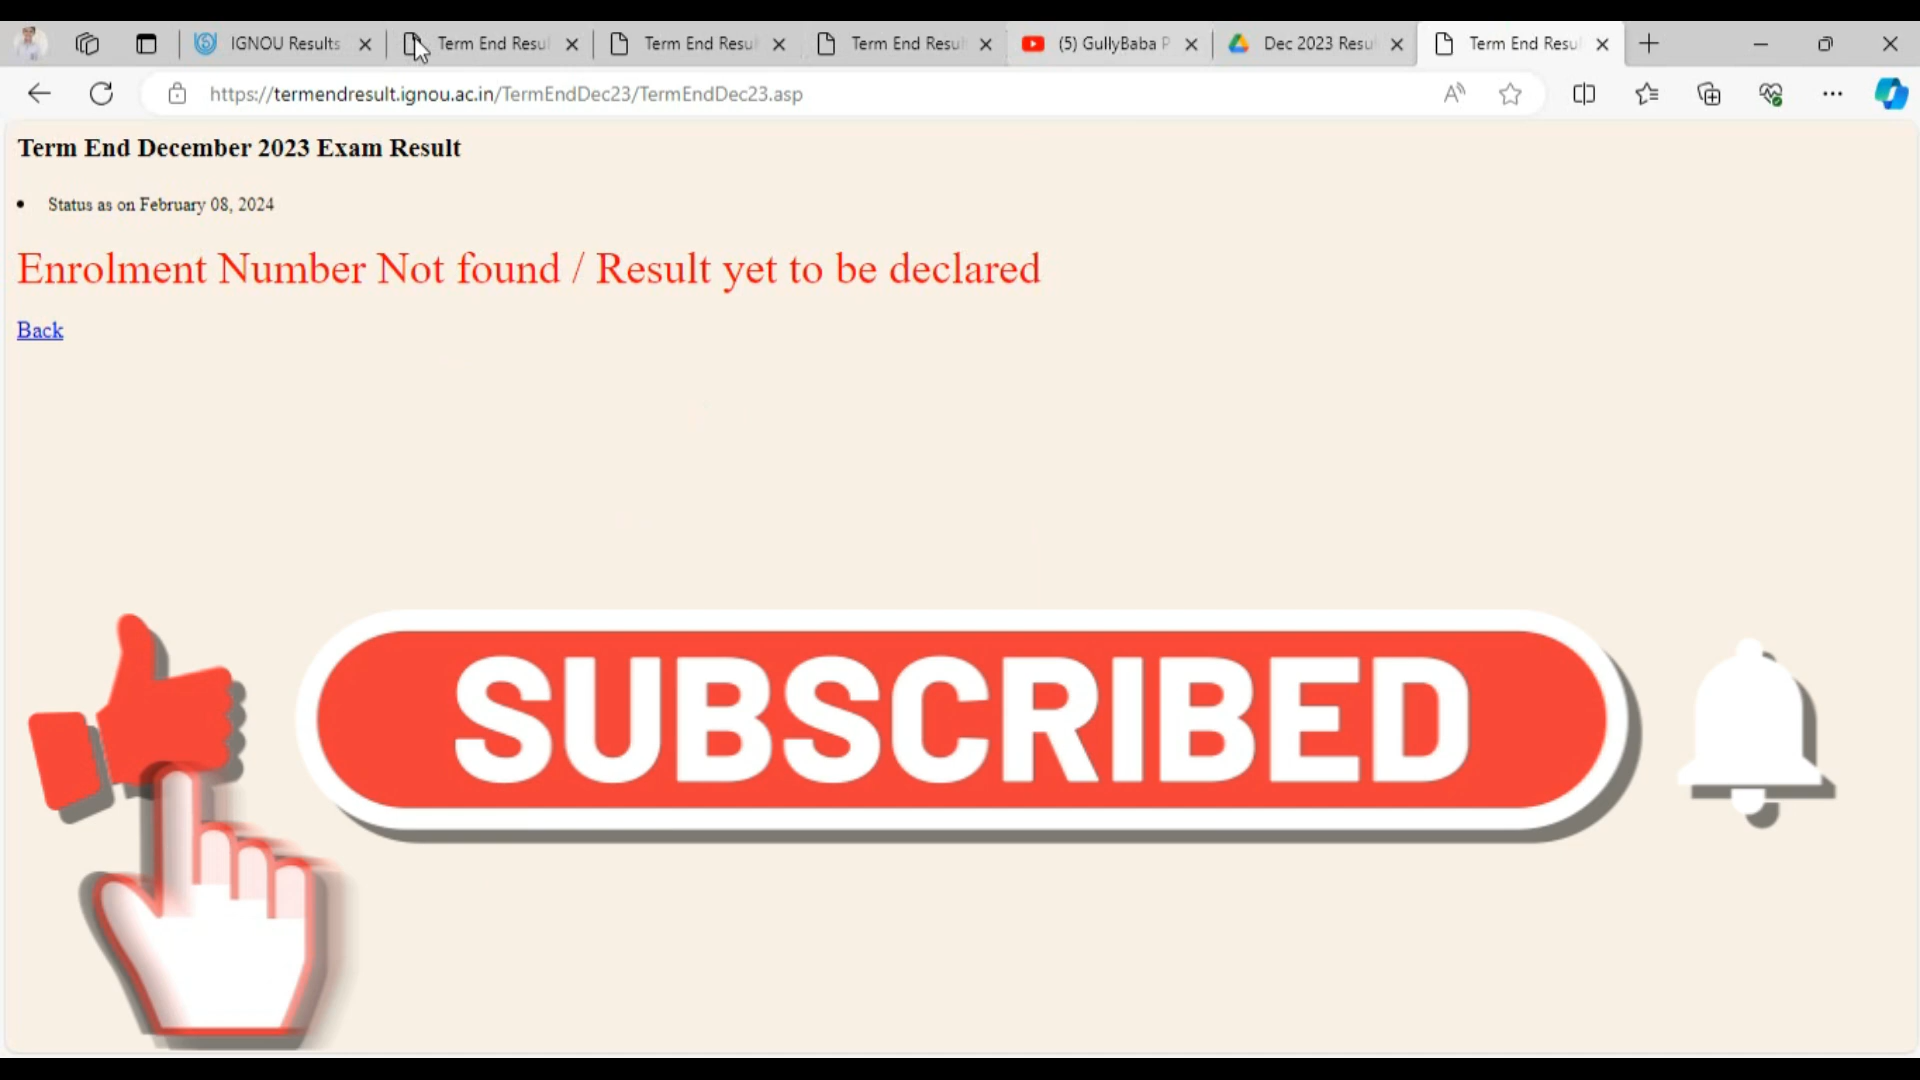 IGNOU Results
Term End Resu
Term End Resu
Term End Resul
(5) GullyBaba P
Dec 2023 Resu
Term End Resu
https://termendresult.ignou.ac.in/TermEndDec23/TermEndDec23.asp
Term End December 2023 Exam Result
Status as on February 08, 2024
Enrolment Number Not found / Result yet to be declared
Back
SUBSCRIBED